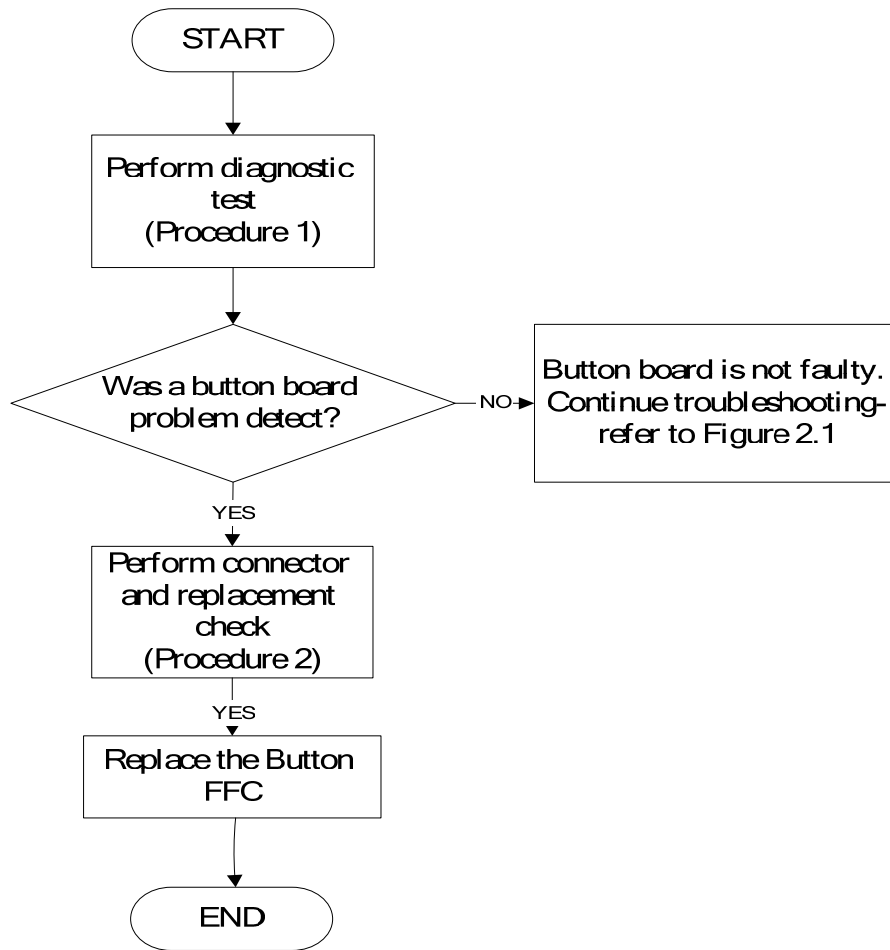 START
Perform diagnostic
test
(Procedure 1)
Was a button board
problem detect?
NO
Button board is not faulty.
Continue troubleshooting-
refer to Figure 2.1
YES
Perform connector
and replacement
check
(Procedure 2)
YES
Replace the Button
FFC
END